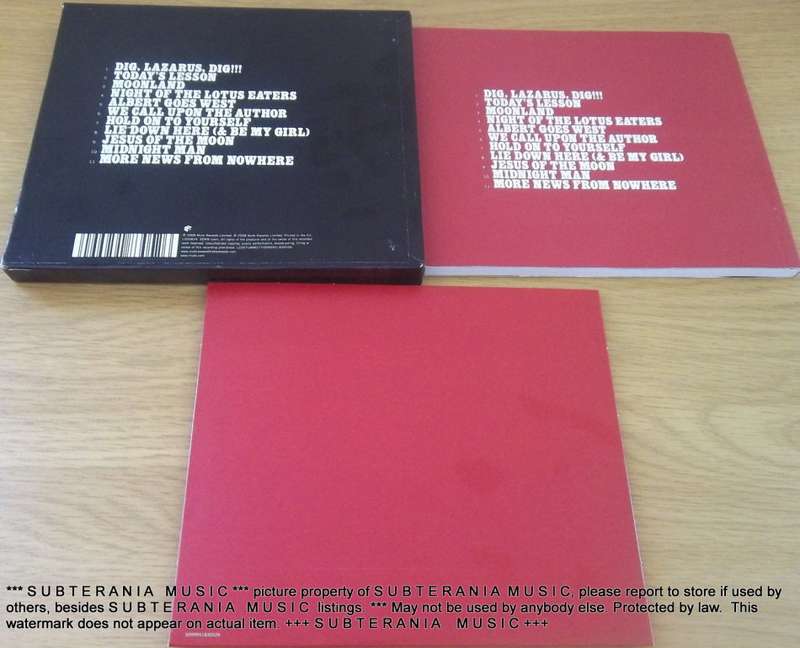 DIG, LAZARUS, DIG!!!
TODAY'S LESSON
MOONLAND
NIGHT OF THE LOTUS EATERS
ALBERT GOES WEST
WE CALL UPON THE AUTHOR
HOLD ON TO YOURSELF
LIE DOWN HERE (& BE MY GIRL)
JESUS OF THE MOON
10 MIDNIGHT MAN
11 MORE NEWS FROM NOWHERE
DIG, LAZARUS, DIG!!!
TODAY'S LESSON
MOONLAND
NIGHT OF THE LOTUS EATERS
ALBERT GOES WEST
WE CALL UPON THE AUTHOR
HOLD ON TO YOURSELF
LIE DOWN HERE (& BE MY GIRL)
JESUS OF THE MOON
MIDNIGHT MAN
MORE NEWS FROM NOWHERE
*** S U B T E R A N I A M U S I C *** picture property of S U B T E R A N I A M U S I C, please report to store if used by
others, besides S U B T E R A N I A M U S I C listings. *** May not be used by anybody else. Protected by law. This
watermark does not appear on actual item. +++ S U B T E R A N I A M U S I C +++